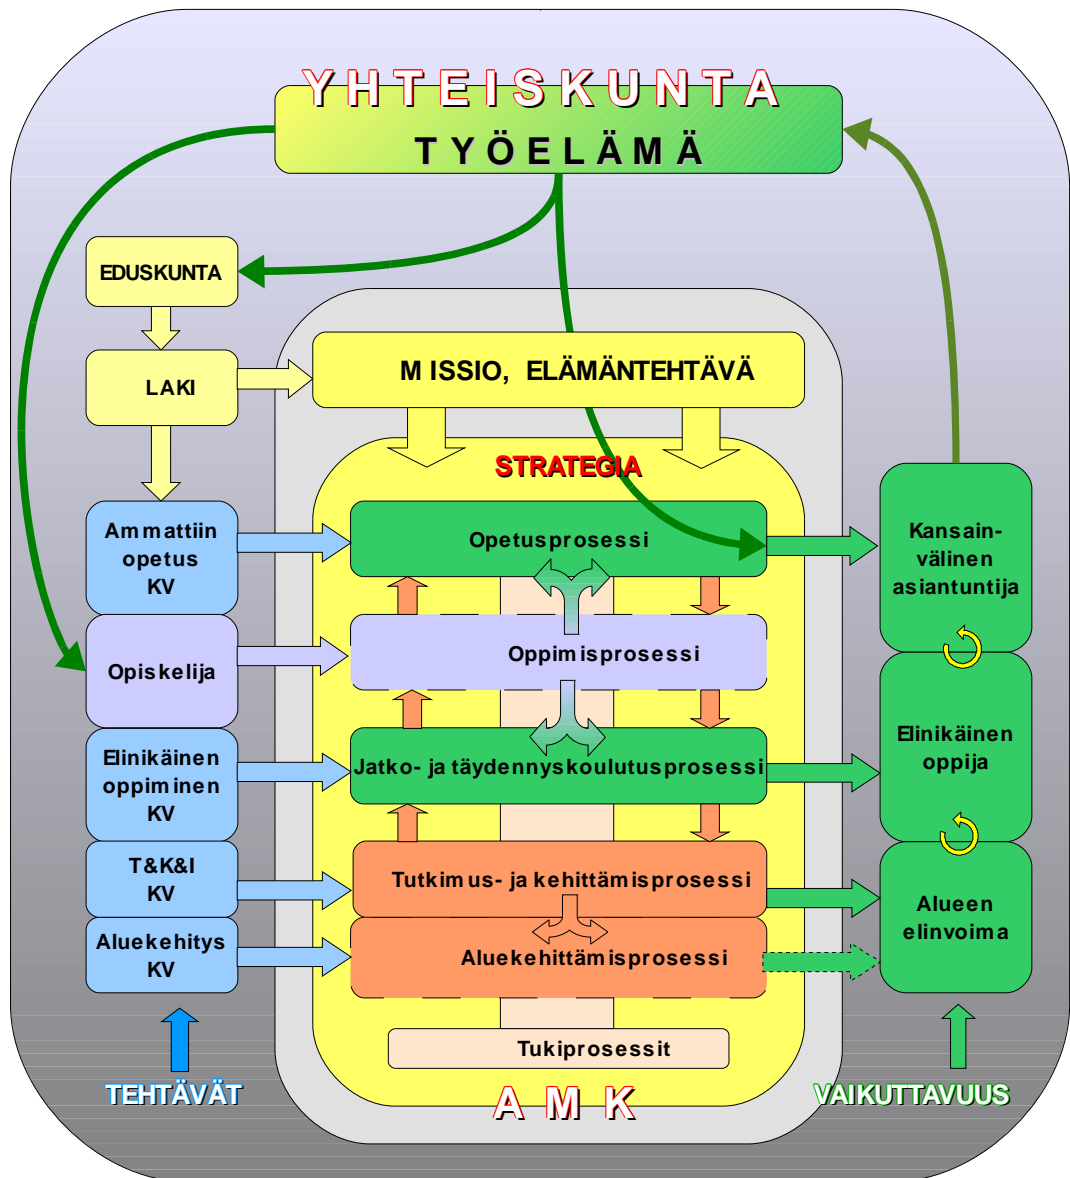 YHTEISKUNTA
TYÖELÄMÄ
EDUSKUNTA
LAKI
MISSIO, ELÄMÄNTEHTÄVÄ
STRATEGIA
Ammattiin
opetus
KV
Opetusprosessi
Kansain-
välinen
asiantuntija
Opiskelija
Oppimisprosessi
Elinikäinen
oppiminen
KV
Jatko- ja täydennyskoulutusprosessi
Elinikäinen
oppija
T&K&I
KV
Tutkimus- ja kehittämisprosessi
Aluekehitys
KV
Aluekehittämisprosessi
Alueen
elinvoima
Tukiprosessit
TEHTÄVÄT
AMK
VAIKUTTAVUUS